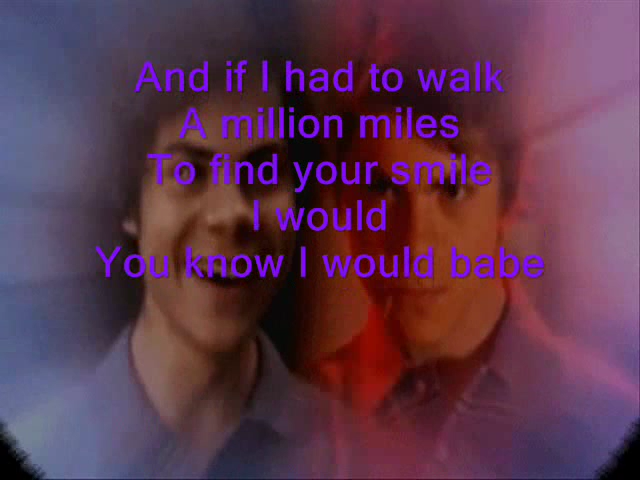 And if I had to walk
A million miles
To find your smile
I would
You know I would babe